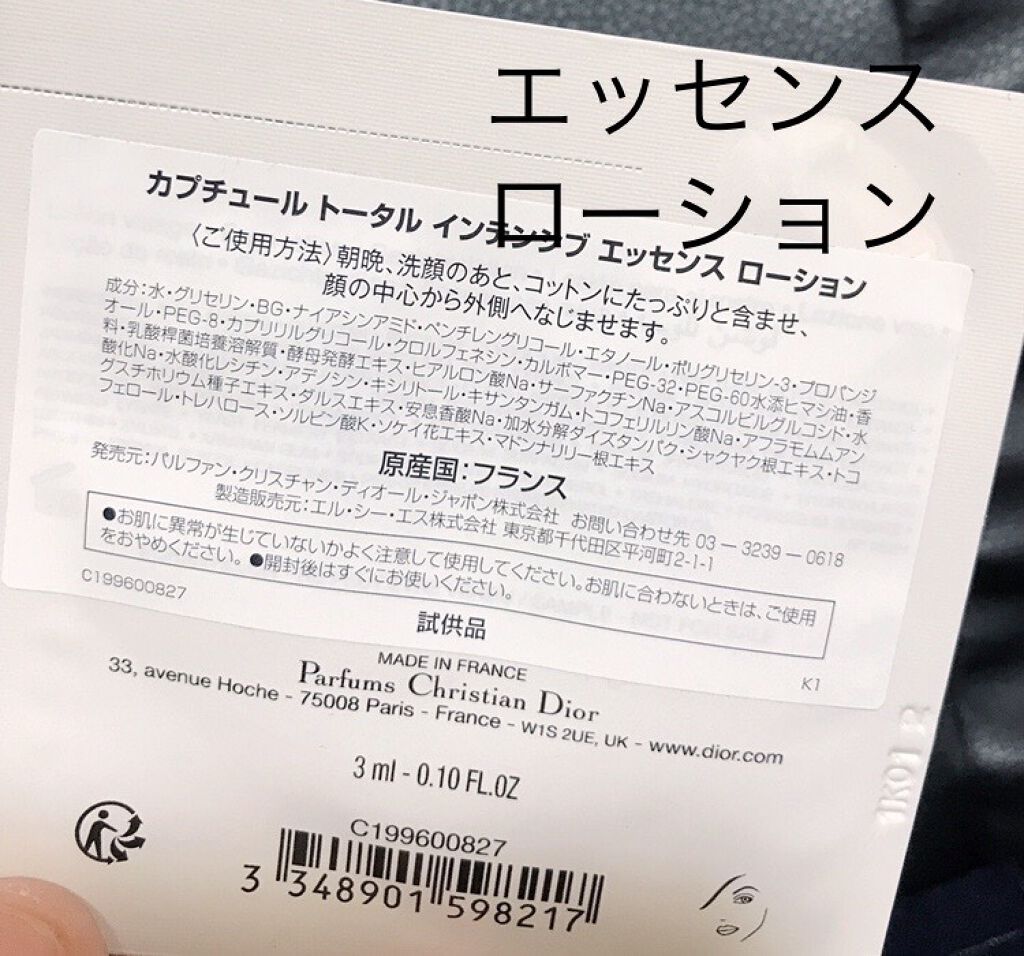 エッセンス
ローション
カプチュール トータル インテンシブ エッセンス ローション
〈ご使用方法〉朝晩、洗顔のあと、コットンにたっぷりと含ませ、
顔の中心から外側へなじませます。
成分:水・グリセリン・BG・ナイアシンアミド・ペンチレングリコール・エタノール・ポリグリセリン-3・プロパンジ
オール・PEG-8・カプリリルグリコール・クロルフェネシン・カルボマー・PEG-32・PEG-60水添ヒマシ油・香
料・乳酸桿菌培養溶解質・酵母発酵エキス・ヒアルロン酸Na・サーファクチンNa・アスコルビルグルコシド・水
酸化Na・水酸化レシチン・アデノシン・キシリトール・キサンタンガム・トコフェリルリン酸Na・アフラモムムアン
グスチホリウム種子エキス・ダルスエキス・安息香酸Na・加水分解ダイズタンパク・シャクヤク根エキス・トコ
フェロール・トレハロース・ソルビン酸K・ソケイ花エキス・マドンナリリー根エキス
原産国:フランス
発売元:パルファン・クリスチャン・ディオール・ジャポン株式会社 お問い合わせ先 03-3239-0618
製造販売元:エル・シー・エス株式会社 東京都千代田区平河町2-1-1
●お肌に異常が生じていないかよく注意して使用してください。お肌に合わないときは、ご使用
をおやめください。●開封後はすぐにお使いください。
C199600827
試供品
K1
MADE IN FRANCE
Parfums Christian Dior
33, avenue Hoche - 75008 Paris - France - W1S 2UE, UK - www.dior.com
3 ml - 0.10 FL.OZ
C199600827
3 348901 598217